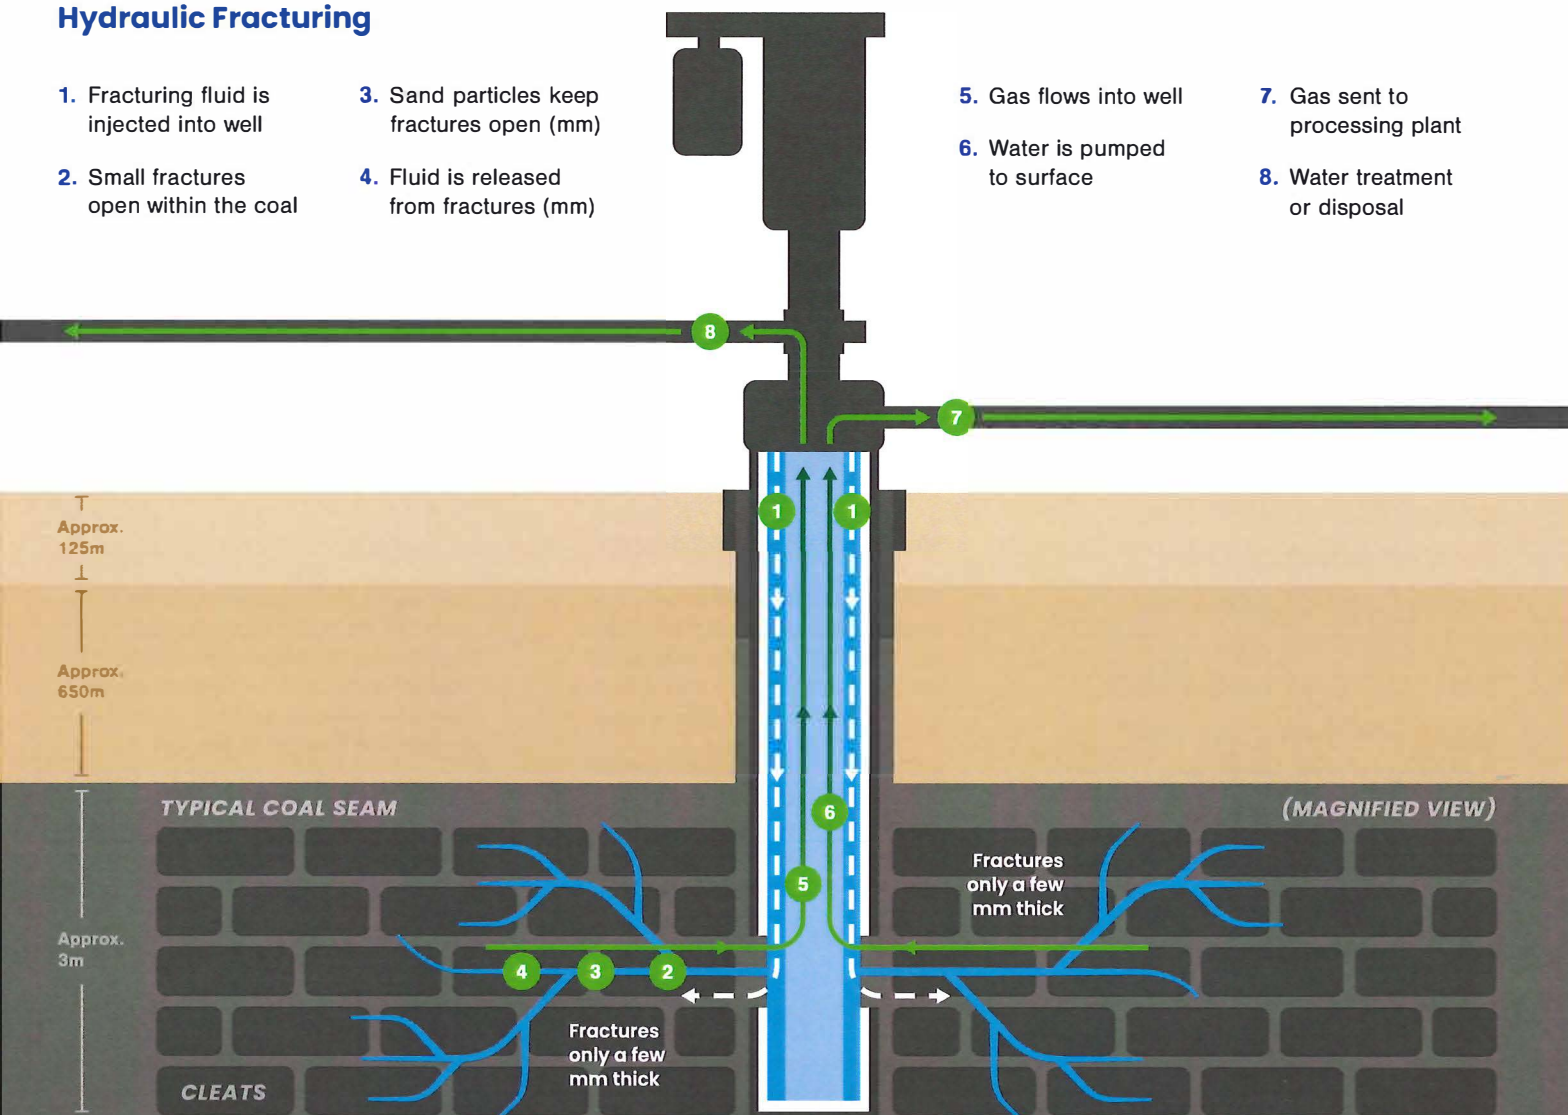 Hydraulic Fracturing
1. Fracturing fluid is
injected into well
2. Small fractures
open within the coal
3. Sand particles keep
fractures open (mm)
4. Fluid is released
from fractures (mm)
5. Gas flows into well
6. Water is pumped
to surface
7. Gas sent to
processing plant
8. Water treatment
or disposal
8
7
1 1
Approx.
125m
Approx.
650m
TYPICAL COAL SEAM
(MAGNIFIED VIEW)
6
Fractures
only a few
mm thick
5
Approx.
3m
4 3 2
Fractures
only a few
mm thick
CLEATS